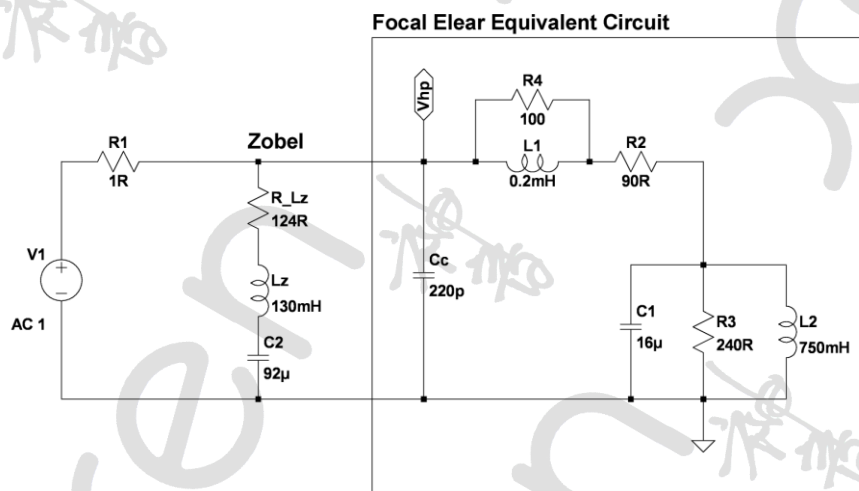 Focal Elear Equivalent Circuit
Vhp
R4
100
R1
1R
Zobel
L1
0.2mH
R2
90R
R_Lz
124R
V1
AC 1
Lz
130mH
Cc
220p
C2
92µ
C1
16µ
R3
240R
L2
750mH